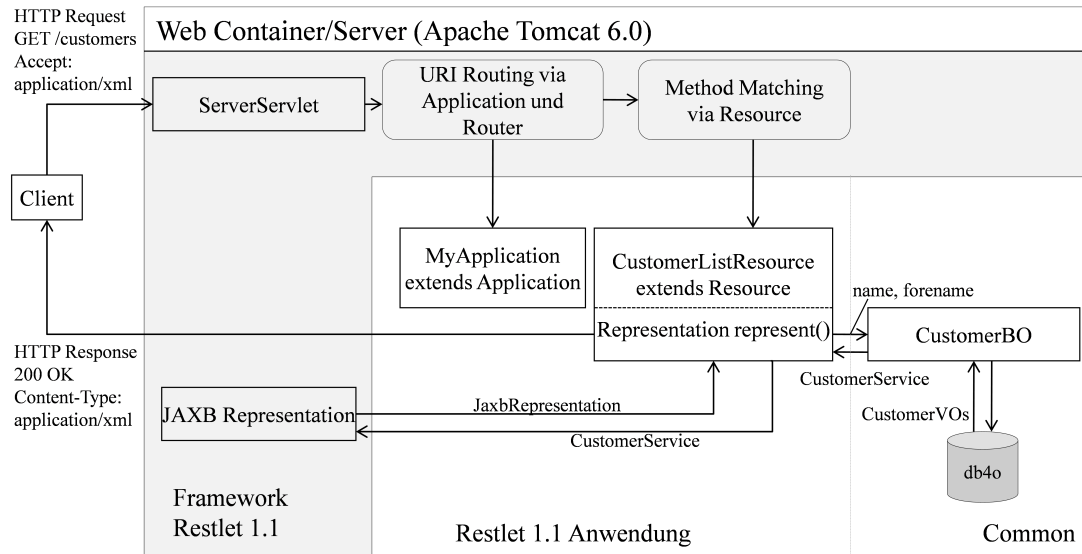 HTTP Request
GET /customers
Accept:
application/xml
Web Container/Server (Apache Tomcat 6.0)
ServerServlet
URI Routing via
Application und
Router
Method Matching
via Resource
Client
MyApplication
extends Application
CustomerListResource
extends Resource
Representation represent()
name, forename
CustomerBO
CustomerService
HTTP Response
200 OK
Content-Type:
application/xml
JAXB Representation
JaxbRepresentation
CustomerService
CustomerVOs
db4o
Framework
Restlet 1.1
Restlet 1.1 Anwendung
Common